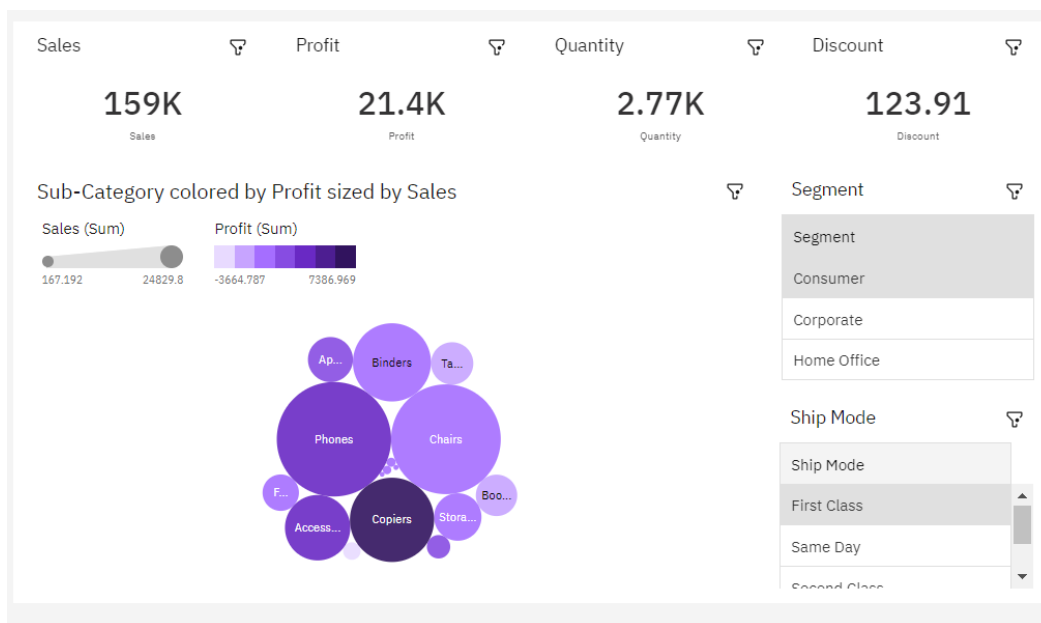 Sales Profit Quantity Discount
159K 21.4K 2.77K 123.91
Sales Profit Quantity Discount
Sub-Category colored by Profit sized by Sales
Sales (Sum) Profit (Sum)
167.192 24829.8 -3664.787 7386.969
Ap... Binders Ta...
Phones Chairs
F... Boo...
Access... Copiers Stora...
Segment
Segment
Consumer
Corporate
Home Office
Ship Mode
Ship Mode
First Class
Same Day
Second Class